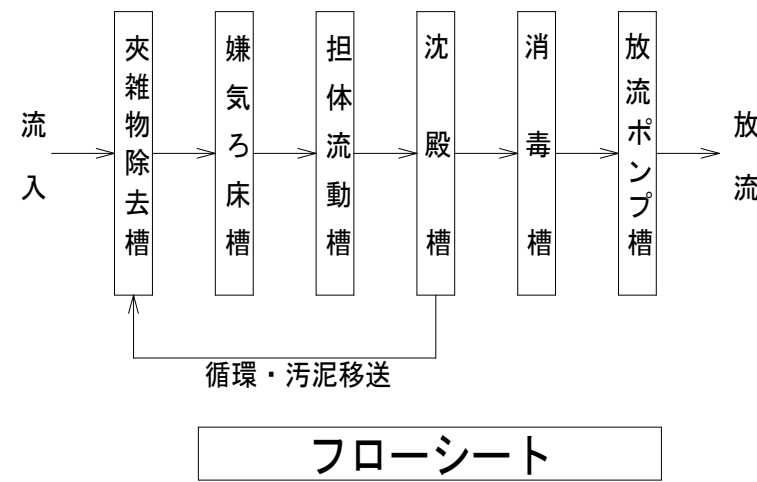 流入
夾雑物除去槽
嫌気ろ床槽
担体流動槽
沈殿槽
消毒槽
放流ポンプ槽
放流
循環・汚泥移送
フローシート